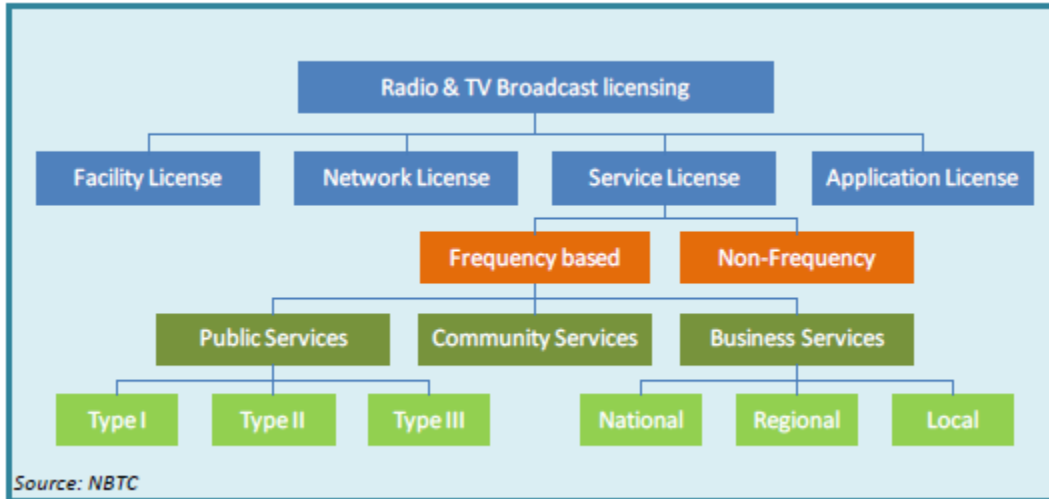 Radio & TV Broadcast licensing
Facility License
Network License
Service License
Application License
Frequency based
Non-Frequency
Public Services
Community Services
Business Services
Type I
Type II
Type III
National
Regional
Local
Source: NBTC